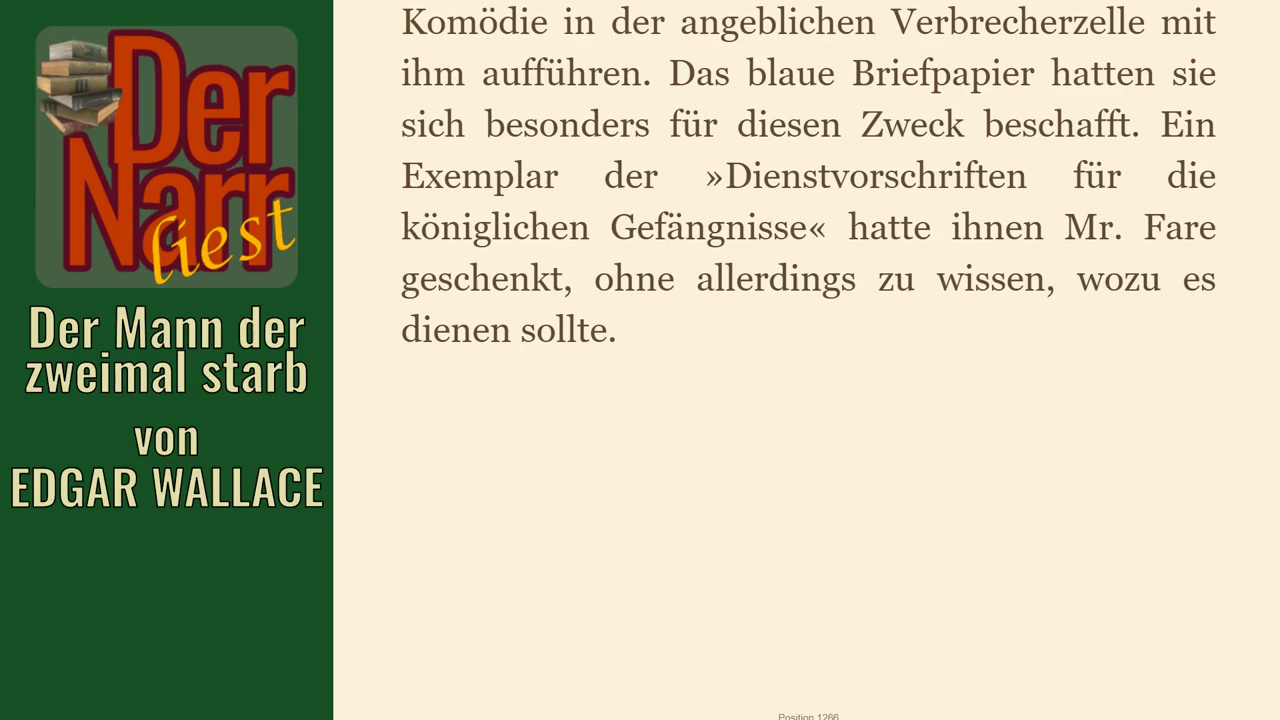 Der
Narr
liest
Der Mann der
zweimal starb
von
EDGAR WALLACE
Komödie in der angeblichen Verbrecherzelle mit
ihm aufführen. Das blaue Briefpapier hatten sie
sich besonders für diesen Zweck beschafft. Ein
Exemplar der »Dienstvorschriften für die
königlichen Gefängnisse« hatte ihnen Mr. Fare
geschenkt, ohne allerdings zu wissen, wozu es
dienen sollte.
Position 1266